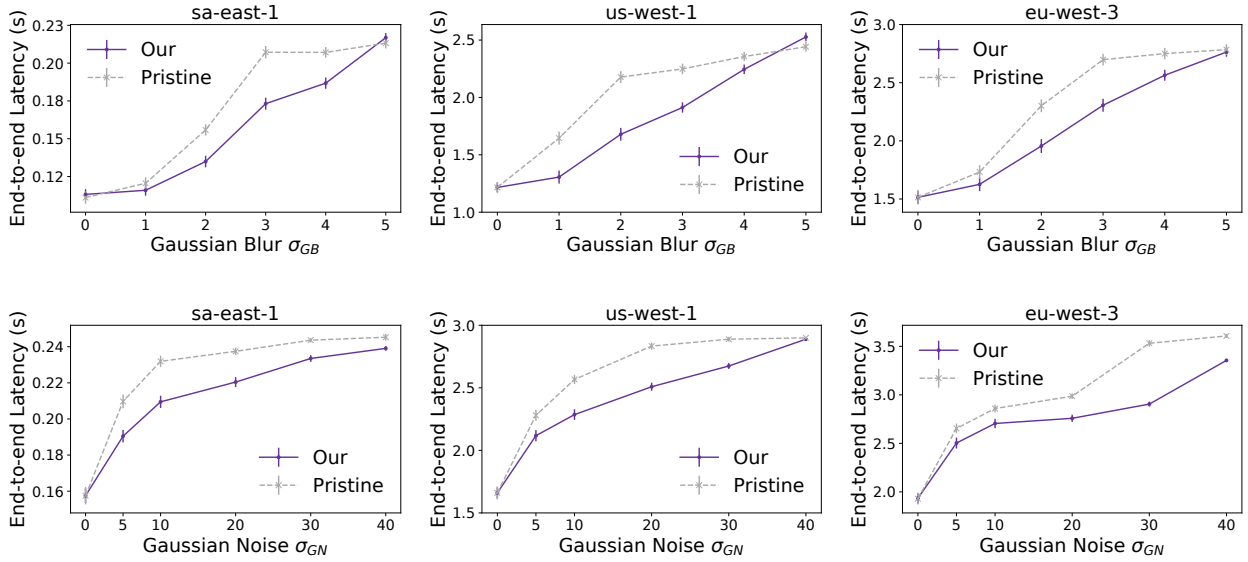 sa-east-1
End-to-end Latency (s)
0.23
0.20
0.18
0.15
0.12
Our
Pristine
0 1 2 3 4 5
Gaussian Blur σGB
us-west-1
End-to-end Latency (s)
2.5
2.0
1.5
1.0
Our
Pristine
0 1 2 3 4 5
Gaussian Blur σGB
eu-west-3
End-to-end Latency (s)
3.0
2.5
2.0
1.5
Our
Pristine
0 1 2 3 4 5
Gaussian Blur σGB
sa-east-1
End-to-end Latency (s)
0.24
0.22
0.20
0.18
0.16
Our
Pristine
0 5 10 20 30 40
Gaussian Noise σGN
us-west-1
End-to-end Latency (s)
3.0
2.5
2.0
1.5
Our
Pristine
0 5 10 20 30 40
Gaussian Noise σGN
eu-west-3
End-to-end Latency (s)
3.5
3.0
2.5
2.0
Our
Pristine
0 5 10 20 30 40
Gaussian Noise σGN